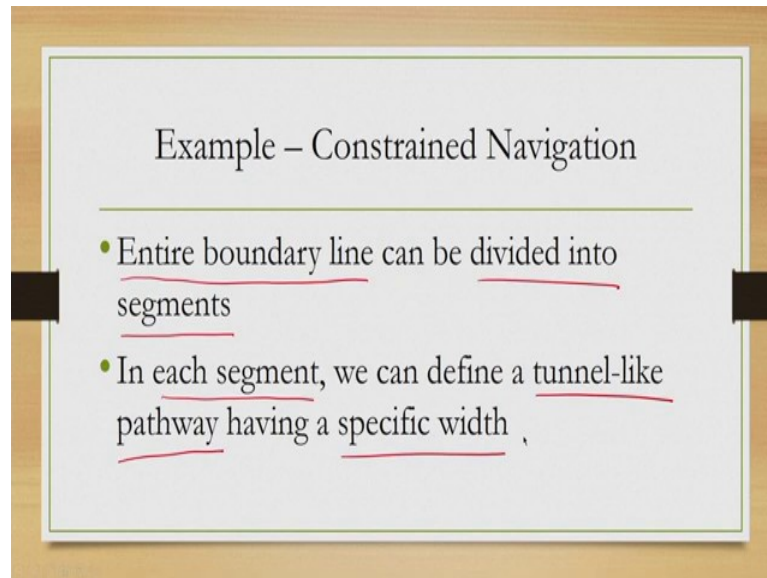 Example – Constrained Navigation
• Entire boundary line can be divided into
segments
• In each segment, we can define a tunnel-like
pathway having a specific width